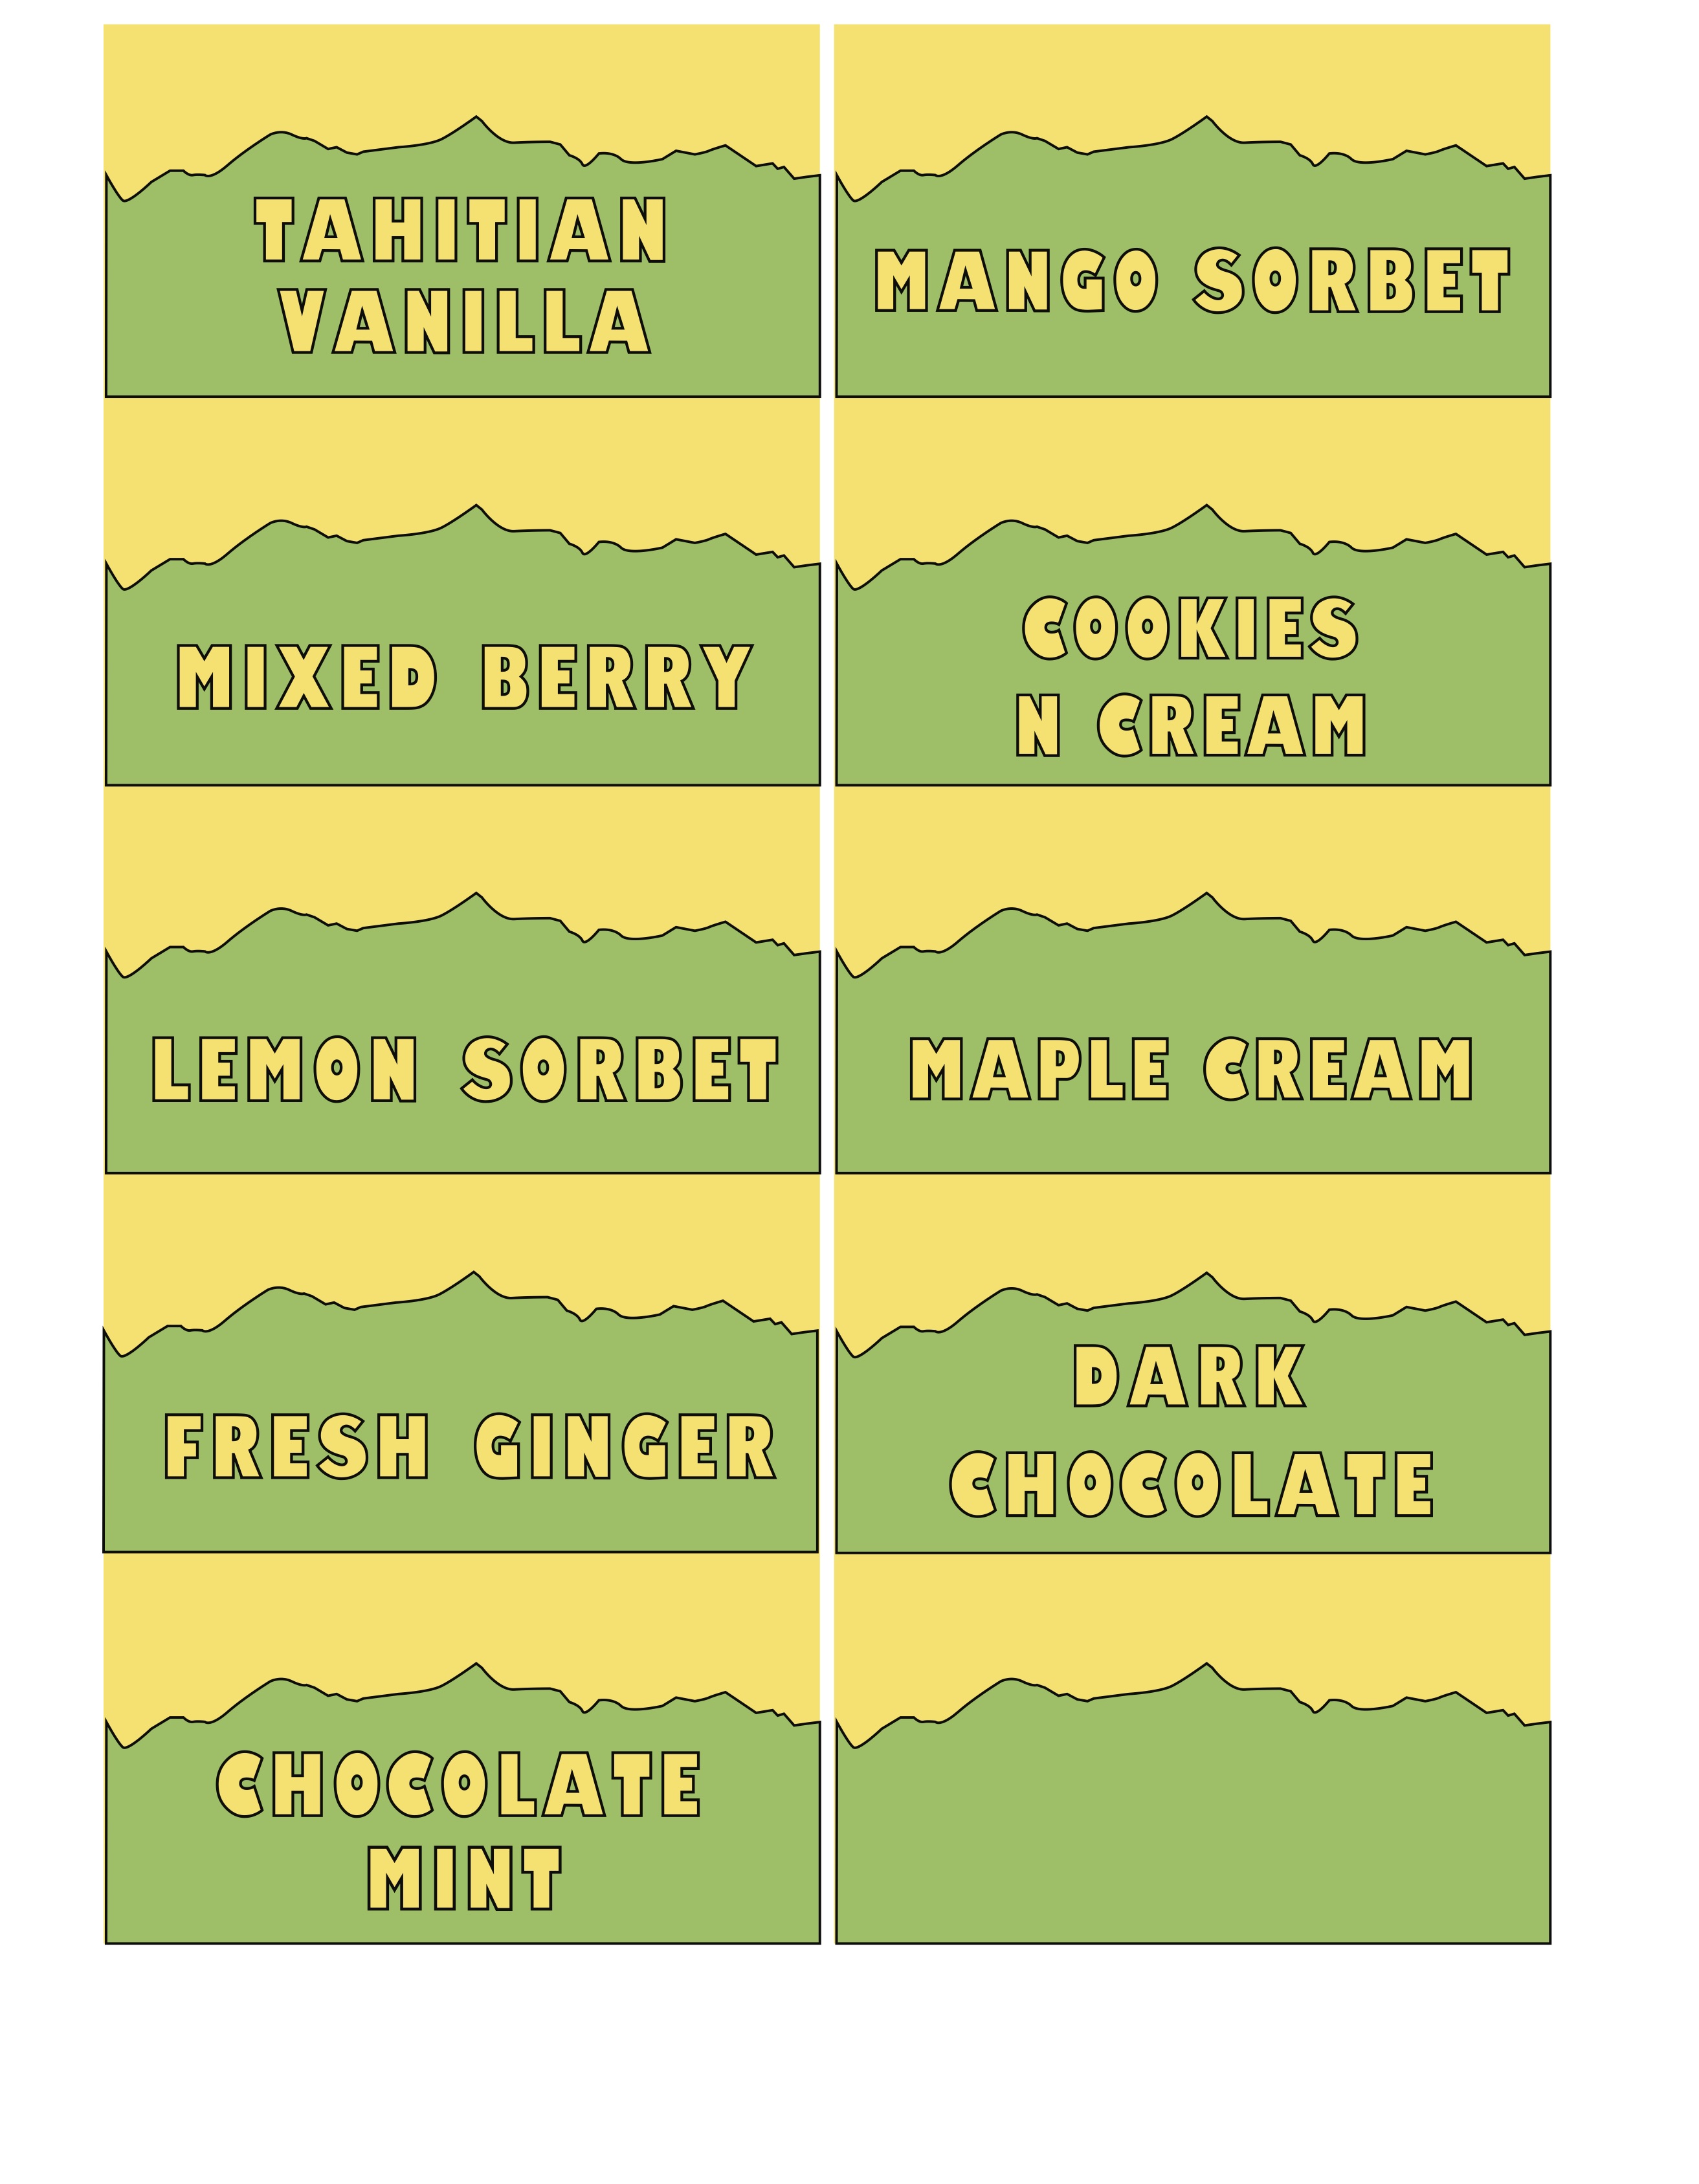 TAHITIAN
VANILLA
MANGO SORBET
MIXED BERRY
COOKIES
N CREAM
LEMON SORBET
MAPLE CREAM
FRESH GINGER
DARK
CHOCOLATE
CHOCOLATE
MINT